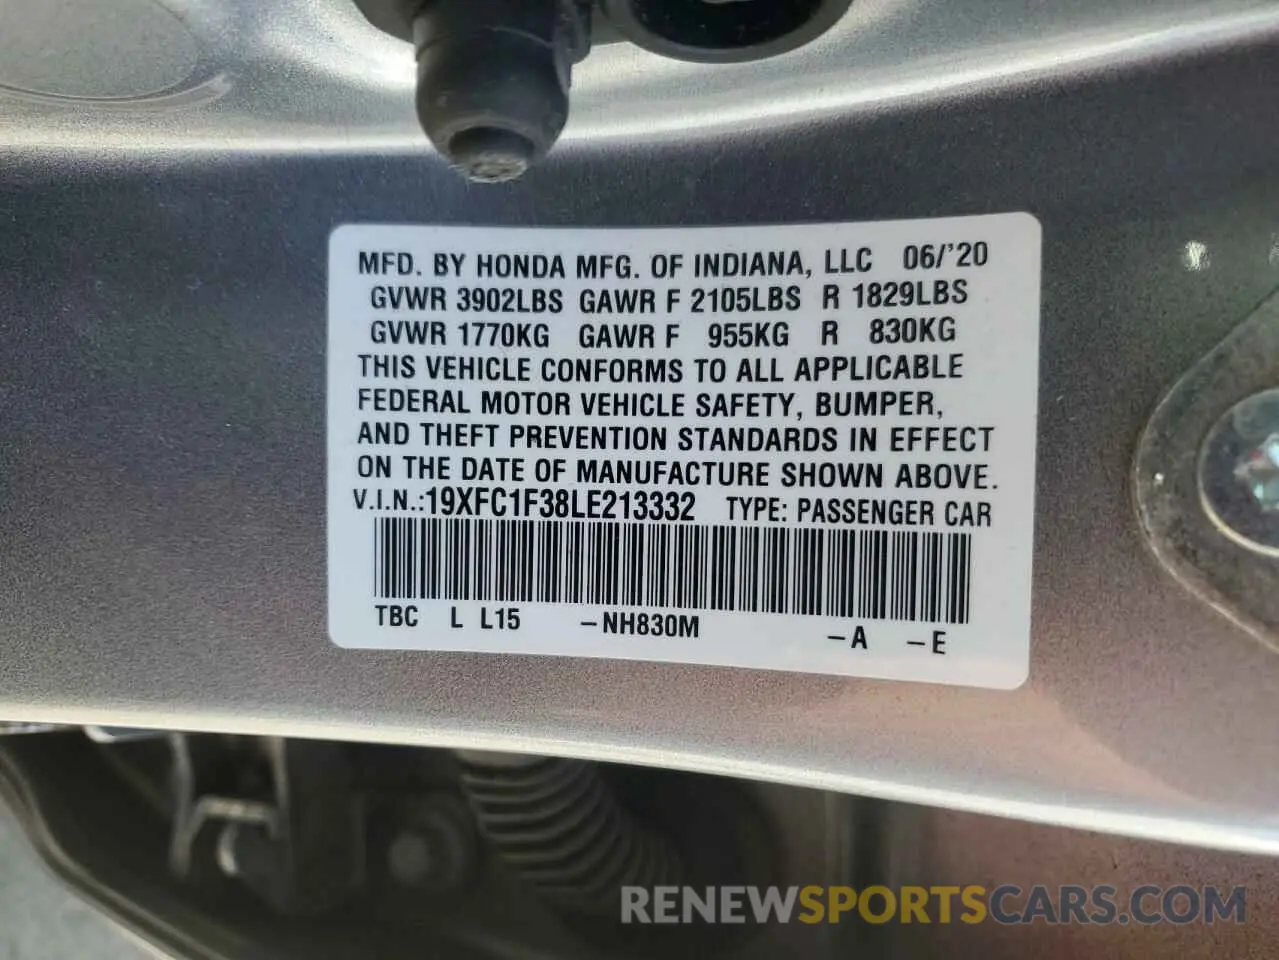 MFD. BY HONDA MFG. OF INDIANA, LLC 06/'20
GVWR 3902LBS GAWR F 2105LBS R 1829LBS
GVWR 1770KG GAWR F 955KG R 830KG
THIS VEHICLE CONFORMS TO ALL APPLICABLE
FEDERAL MOTOR VEHICLE SAFETY, BUMPER,
AND THEFT PREVENTION STANDARDS IN EFFECT
ON THE DATE OF MANUFACTURE SHOWN ABOVE.
V.I.N.:19XFC1F38LE213332 TYPE: PASSENGER CAR
TBC L L15 –NH830M –A –E
RENEWSPORTSCARS.COM